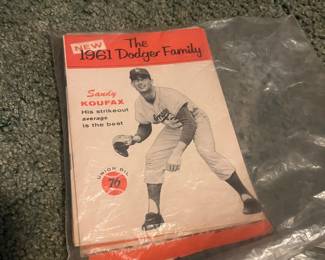 NEW
1961 The
Dodger Family
Sandy
KOUFAX
His strikeout
average
is the best
UNION OIL
76